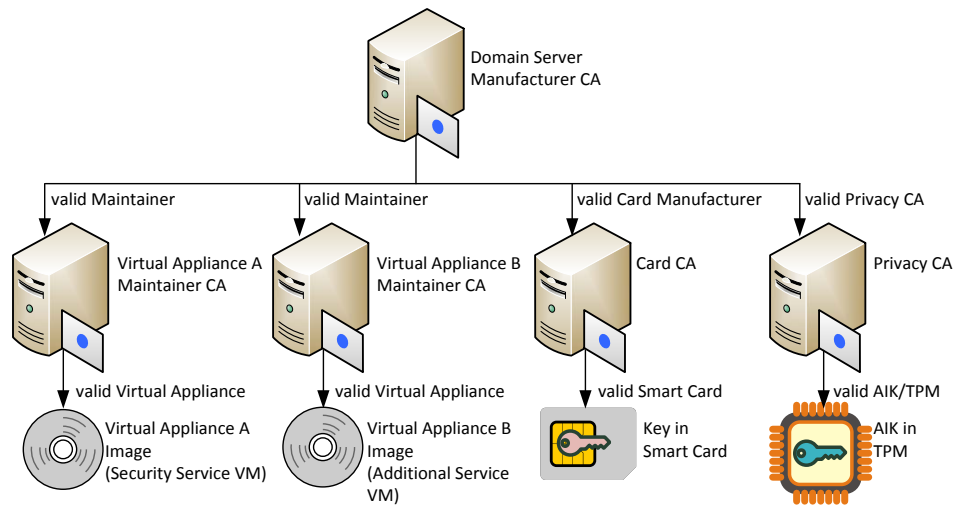 Domain Server
Manufacturer CA
valid Maintainer
valid Maintainer
valid Card Manufacturer
valid Privacy CA
Virtual Appliance A
Maintainer CA
Virtual Appliance B
Maintainer CA
Card CA
Privacy CA
valid Virtual Appliance
valid Virtual Appliance
valid Smart Card
valid AIK/TPM
Virtual Appliance A
Image
(Security Service VM)
Virtual Appliance B
Image
(Additional Service
VM)
Key in
Smart Card
AIK in
TPM